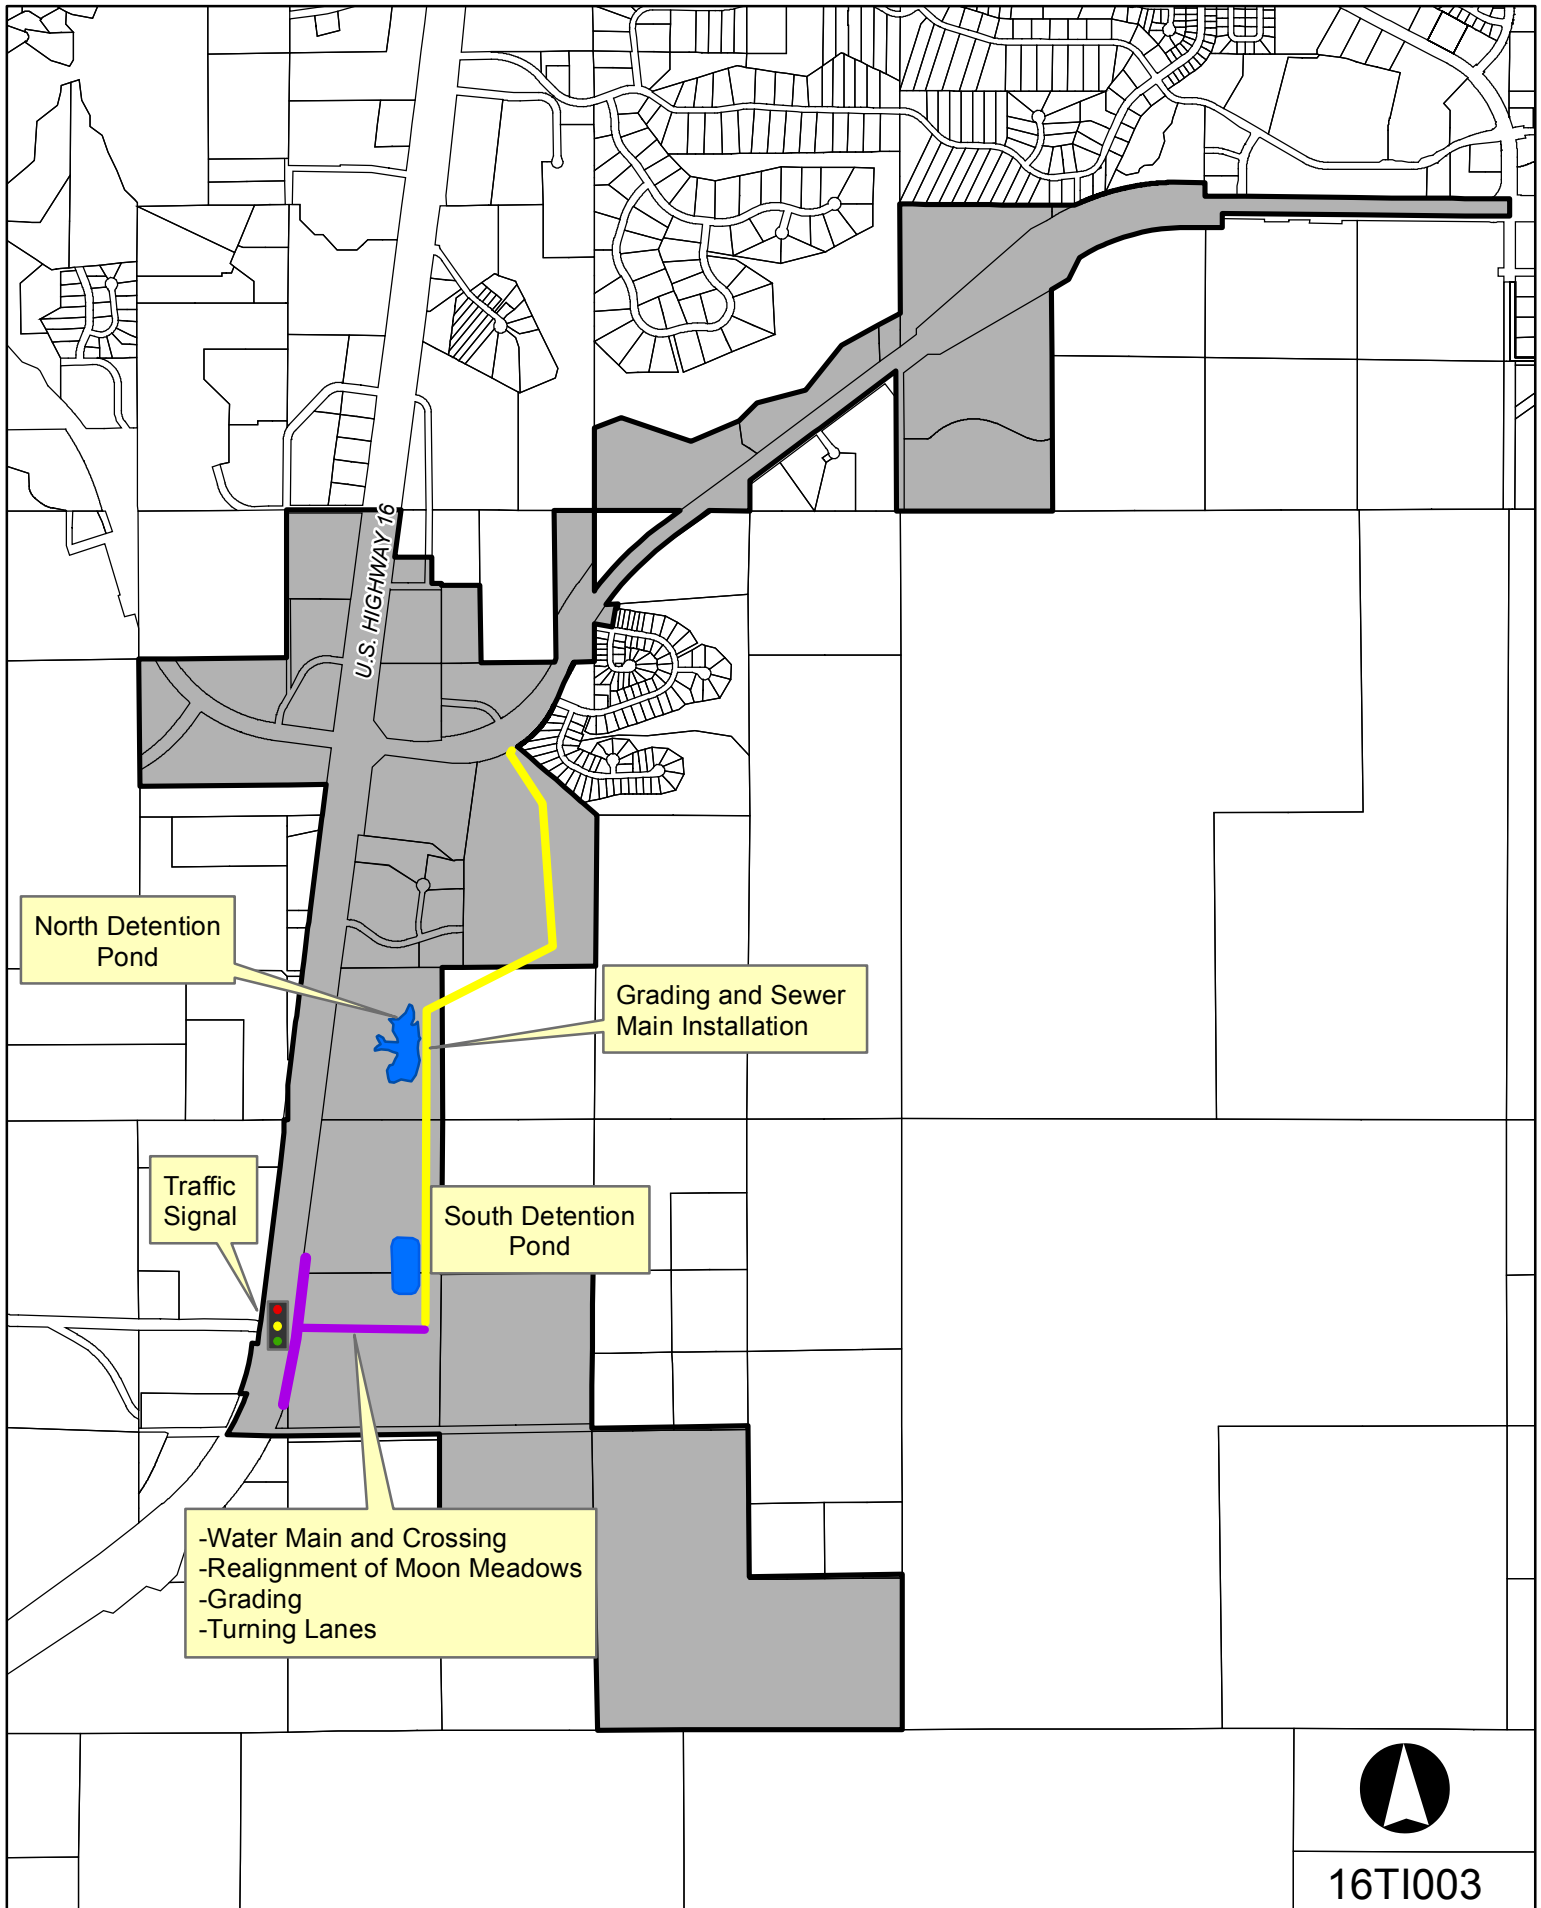 U.S. HIGHWAY 16
North Detention
Pond
Grading and Sewer
Main Installation
Traffic
Signal
South Detention
Pond
-Water Main and Crossing
-Realignment of Moon Meadows
-Grading
-Turning Lanes
16TI003